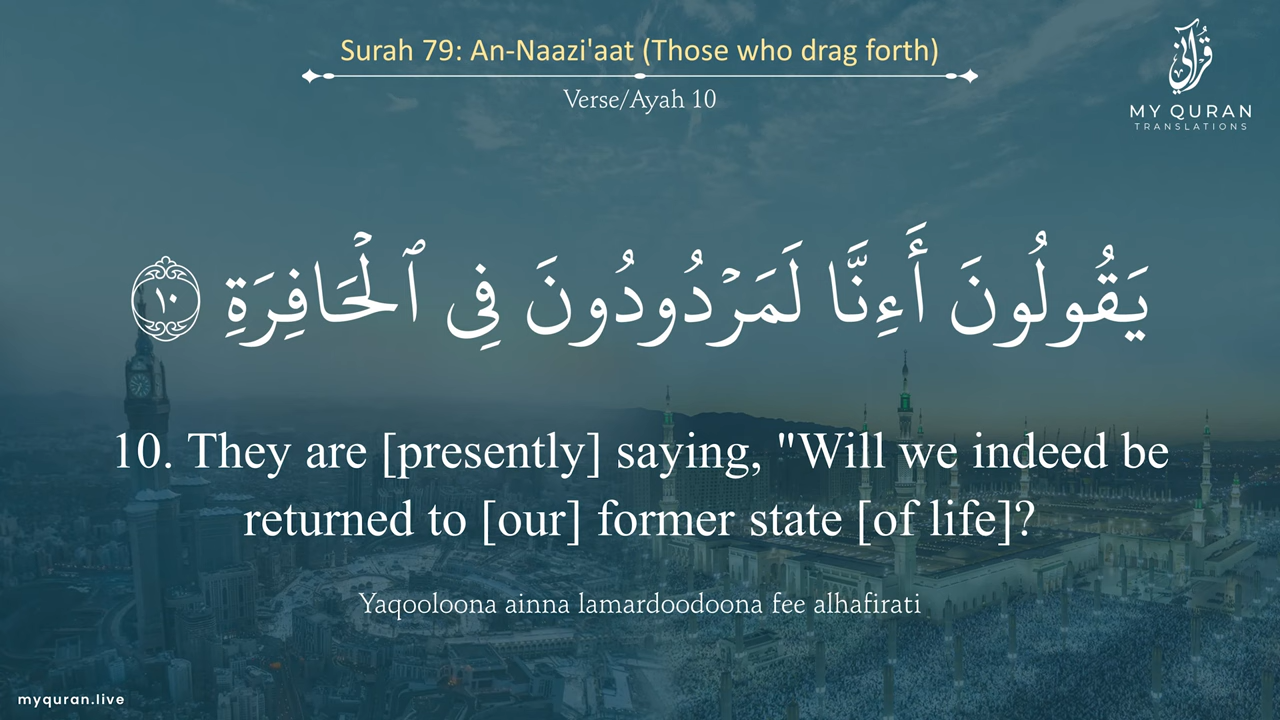 Surah 79: An-Naazi'aat (Those who drag forth)
Verse/Ayah 10
قرآني
MY QURAN
TRANSLATIONS
يَقُولُونَ أَءِنَّا لَمَرْدُودُونَ فِى ٱلْحَافِرَةِ ١٠
10. They are [presently] saying, "Will we indeed be
returned to [our] former state [of life]?
Yaqooloona ainna lamardoodoona fee alhafirati
myquran.live